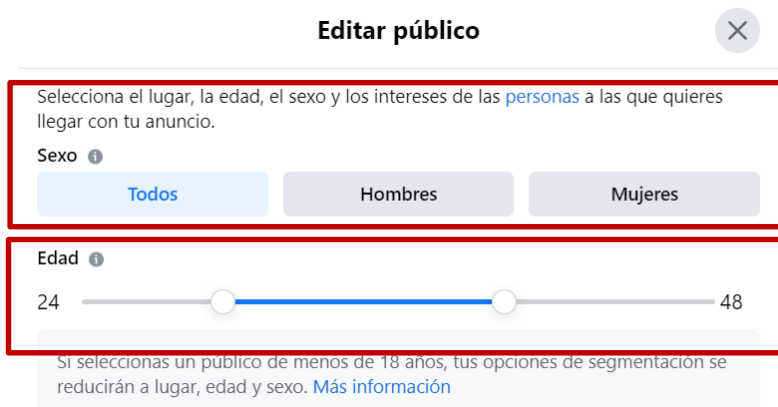 Editar público
Selecciona el lugar, la edad, el sexo y los intereses de las personas a las que quieres
llegar con tu anuncio.
Sexo
Todos Hombres Mujeres
Edad
24 48
Si seleccionas un público de menos de 18 años, tus opciones de segmentación se
reducirán a lugar, edad y sexo. Más información